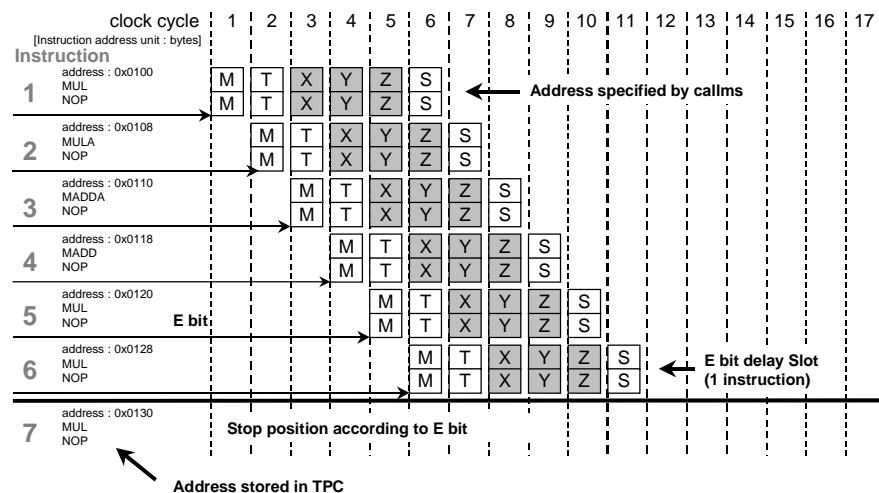 clock cycle 1 2 3 4 5 6 7 8 9 10 11 12 13 14 15 16 17
[Instruction address unit : bytes]
Instruction
1
address : 0x0100
MUL
NOP
M T X Y Z S
M T X Y Z S
Address specified by callms
2
address : 0x0108
MULA
NOP
M T X Y Z S
M T X Y Z S
3
address : 0x0110
MADDA
NOP
M T X Y Z S
M T X Y Z S
4
address : 0x0118
MADD
NOP
M T X Y Z S
M T X Y Z S
5
address : 0x0120
MUL
NOP
E bit
M T X Y Z S
M T X Y Z S
6
address : 0x0128
MUL
NOP
M T X Y Z S
M T X Y Z S
E bit delay Slot
(1 instruction)
7
address : 0x0130
MUL
NOP
Stop position according to E bit
Address stored in TPC